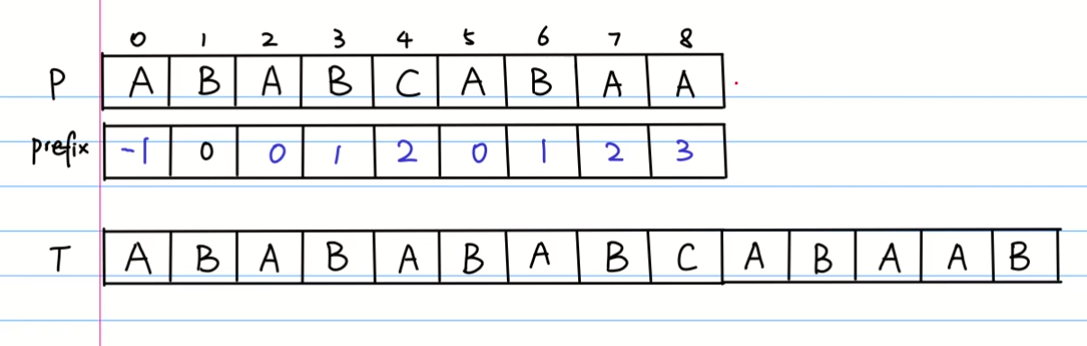 0 1 2 3 4 5 6 7 8
P A B A B C A B A A
prefix -1 0 0 1 2 0 1 2 3
T A B A B A B A B C A B A A B